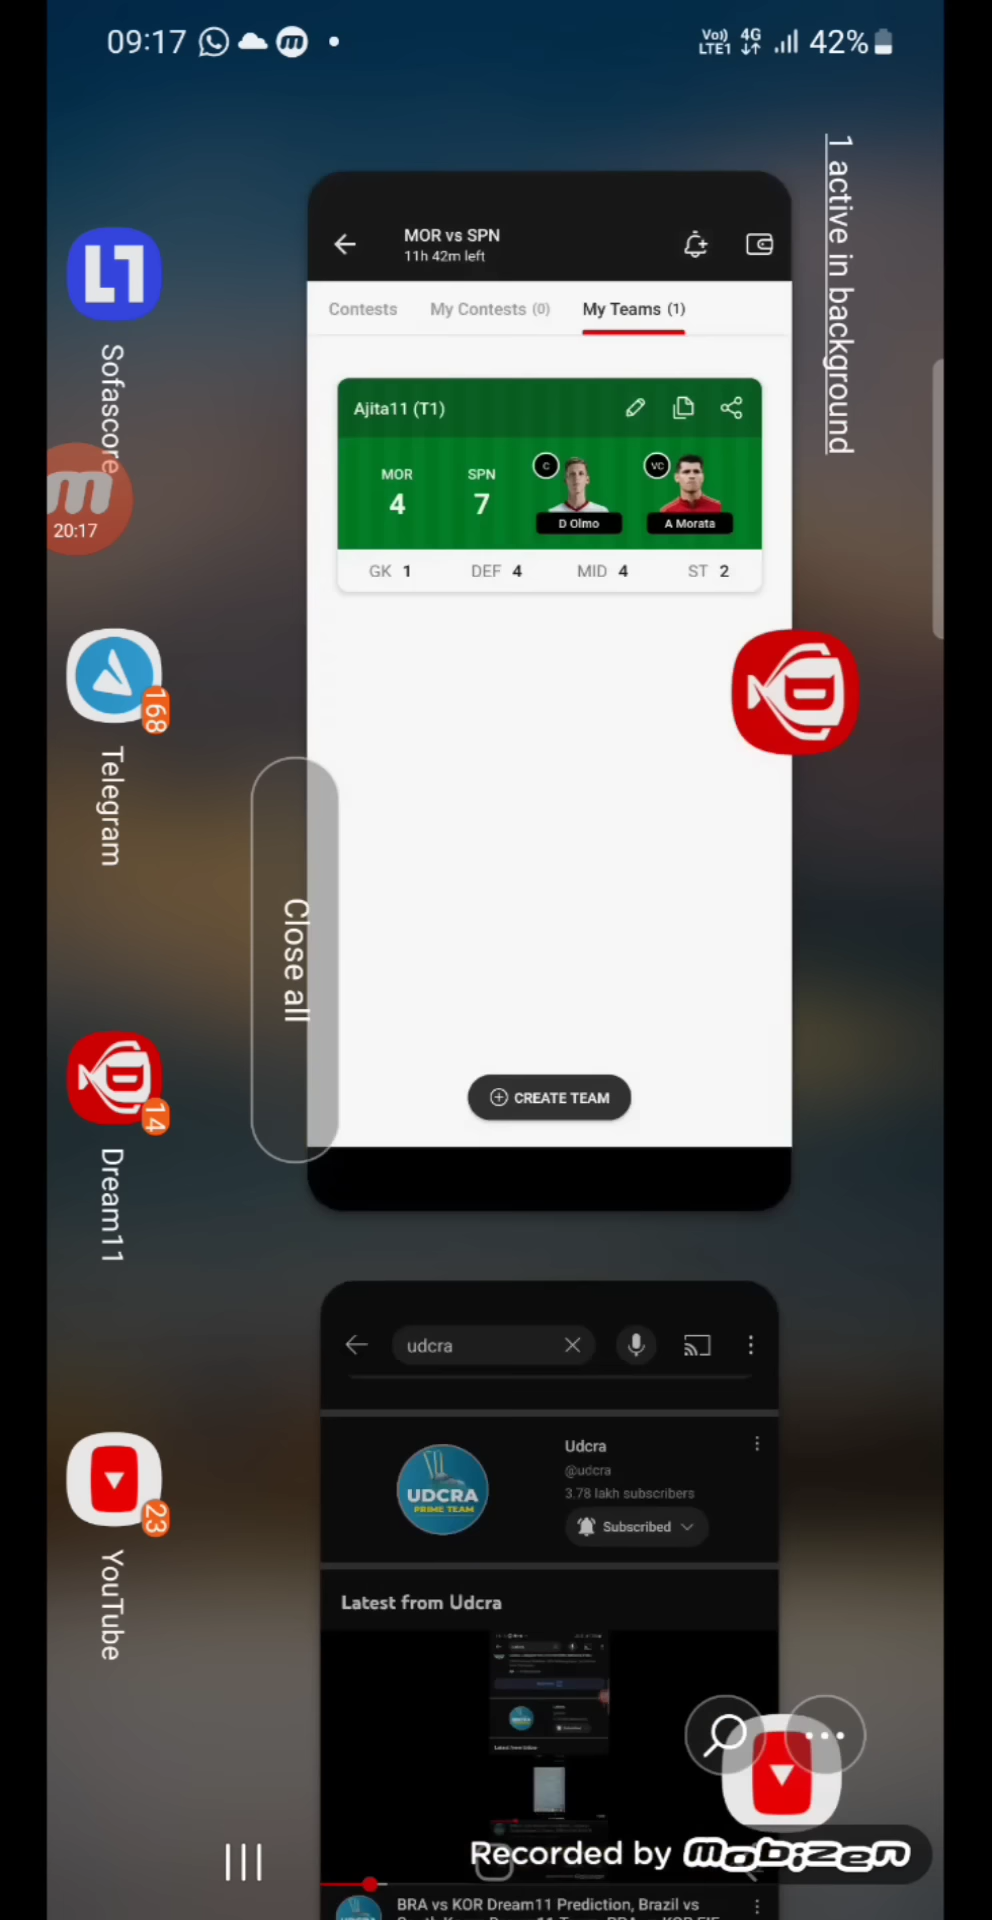 09:17
Voi) 4G
LTE1
42%
1 active in background
MOR vs SPN
11h 42m left
Contests My Contests (0) My Teams (1)
Ajita11 (T1)
MOR SPN C VC
4 7
D Olmo A Morata
GK 1 DEF 4 MID 4 ST 2
CREATE TEAM
Close all
Sofascore
20:17
168
Telegram
14
Dream11
23
YouTube
udcra
UDCRA
PRIME TEAM
Udcra
@udcra
3.78 lakh subscribers
Subscribed
Latest from Udcra
Recorded by mobizen
BRA vs KOR Dream11 Prediction, Brazil vs